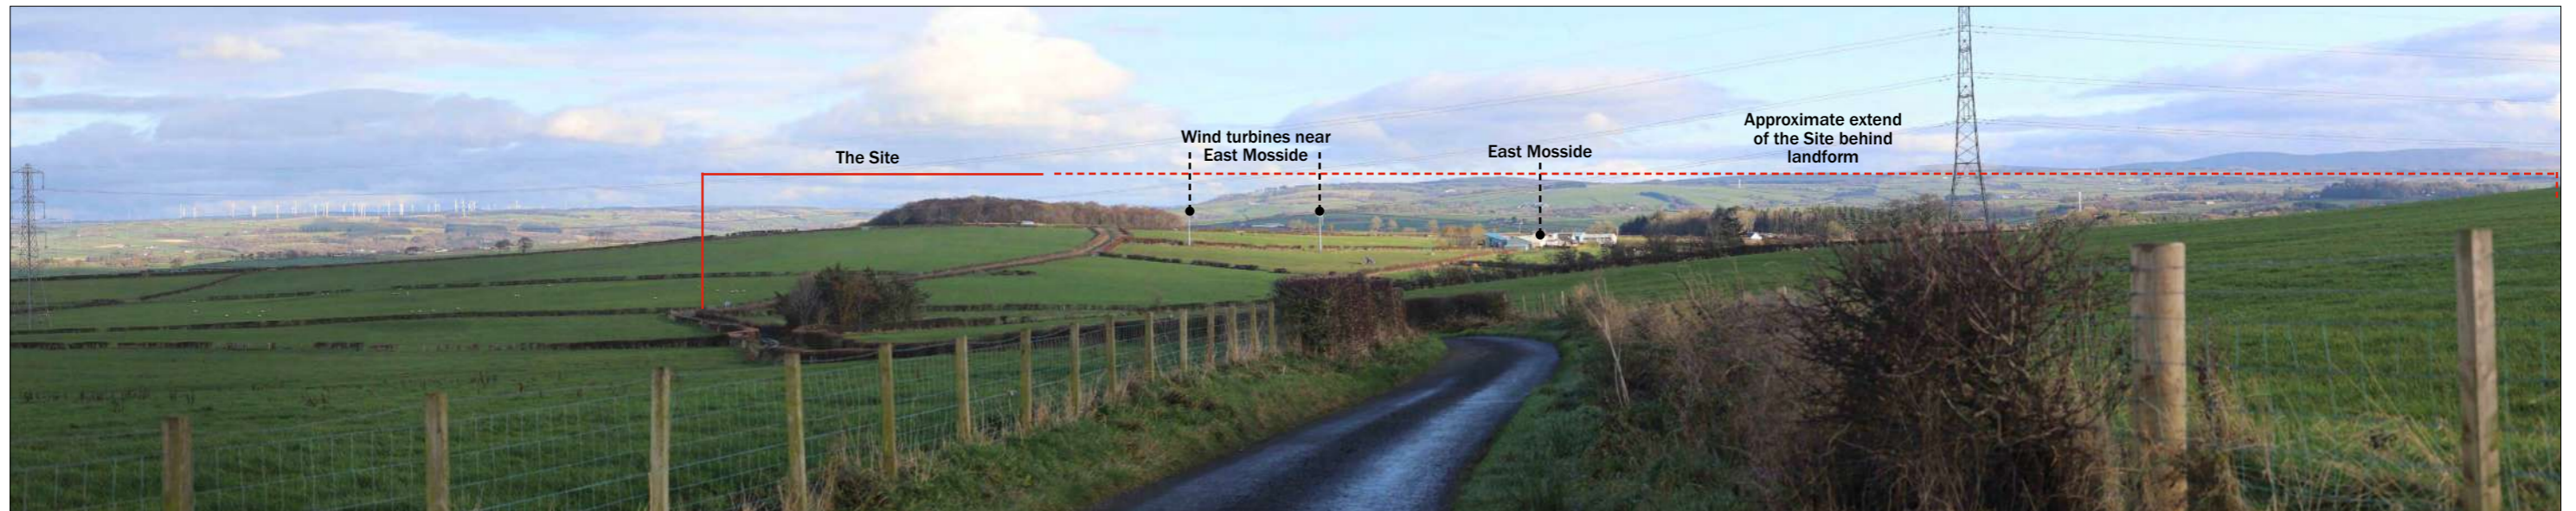 The Site
Wind turbines near
East Mosside
East Mosside
Approximate extend
of the Site behind
landform